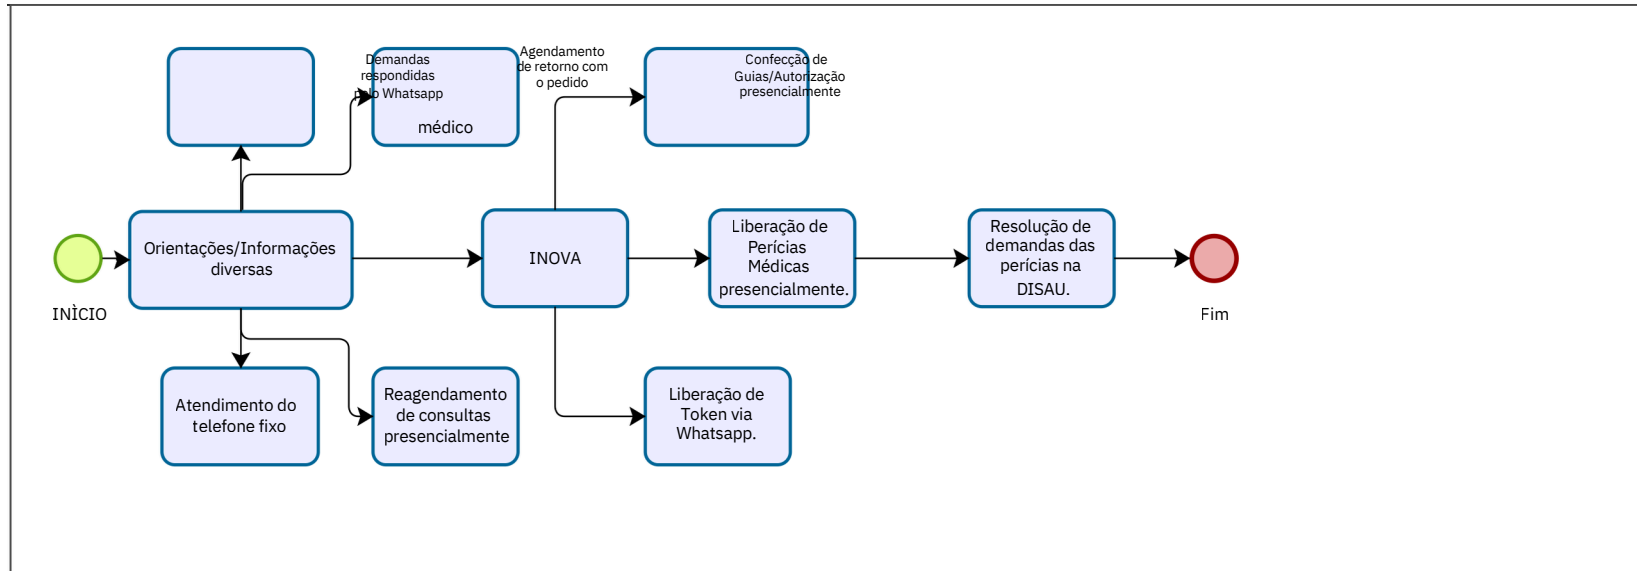 Demandas
respondidas
pelo Whatsapp
Agendamento
de retorno com
o pedido
médico
Confecção de
Guias/Autorização
presencialmente
Orientações/Informações
diversas
INOVA
Liberação de
Perícias
Médicas
presencialmente.
Resolução de
demandas das
perícias na
DISAU.
INÌCIO
Fim
Atendimento do
telefone fixo
Reagendamento
de consultas
presencialmente
Liberação de
Token via
Whatsapp.